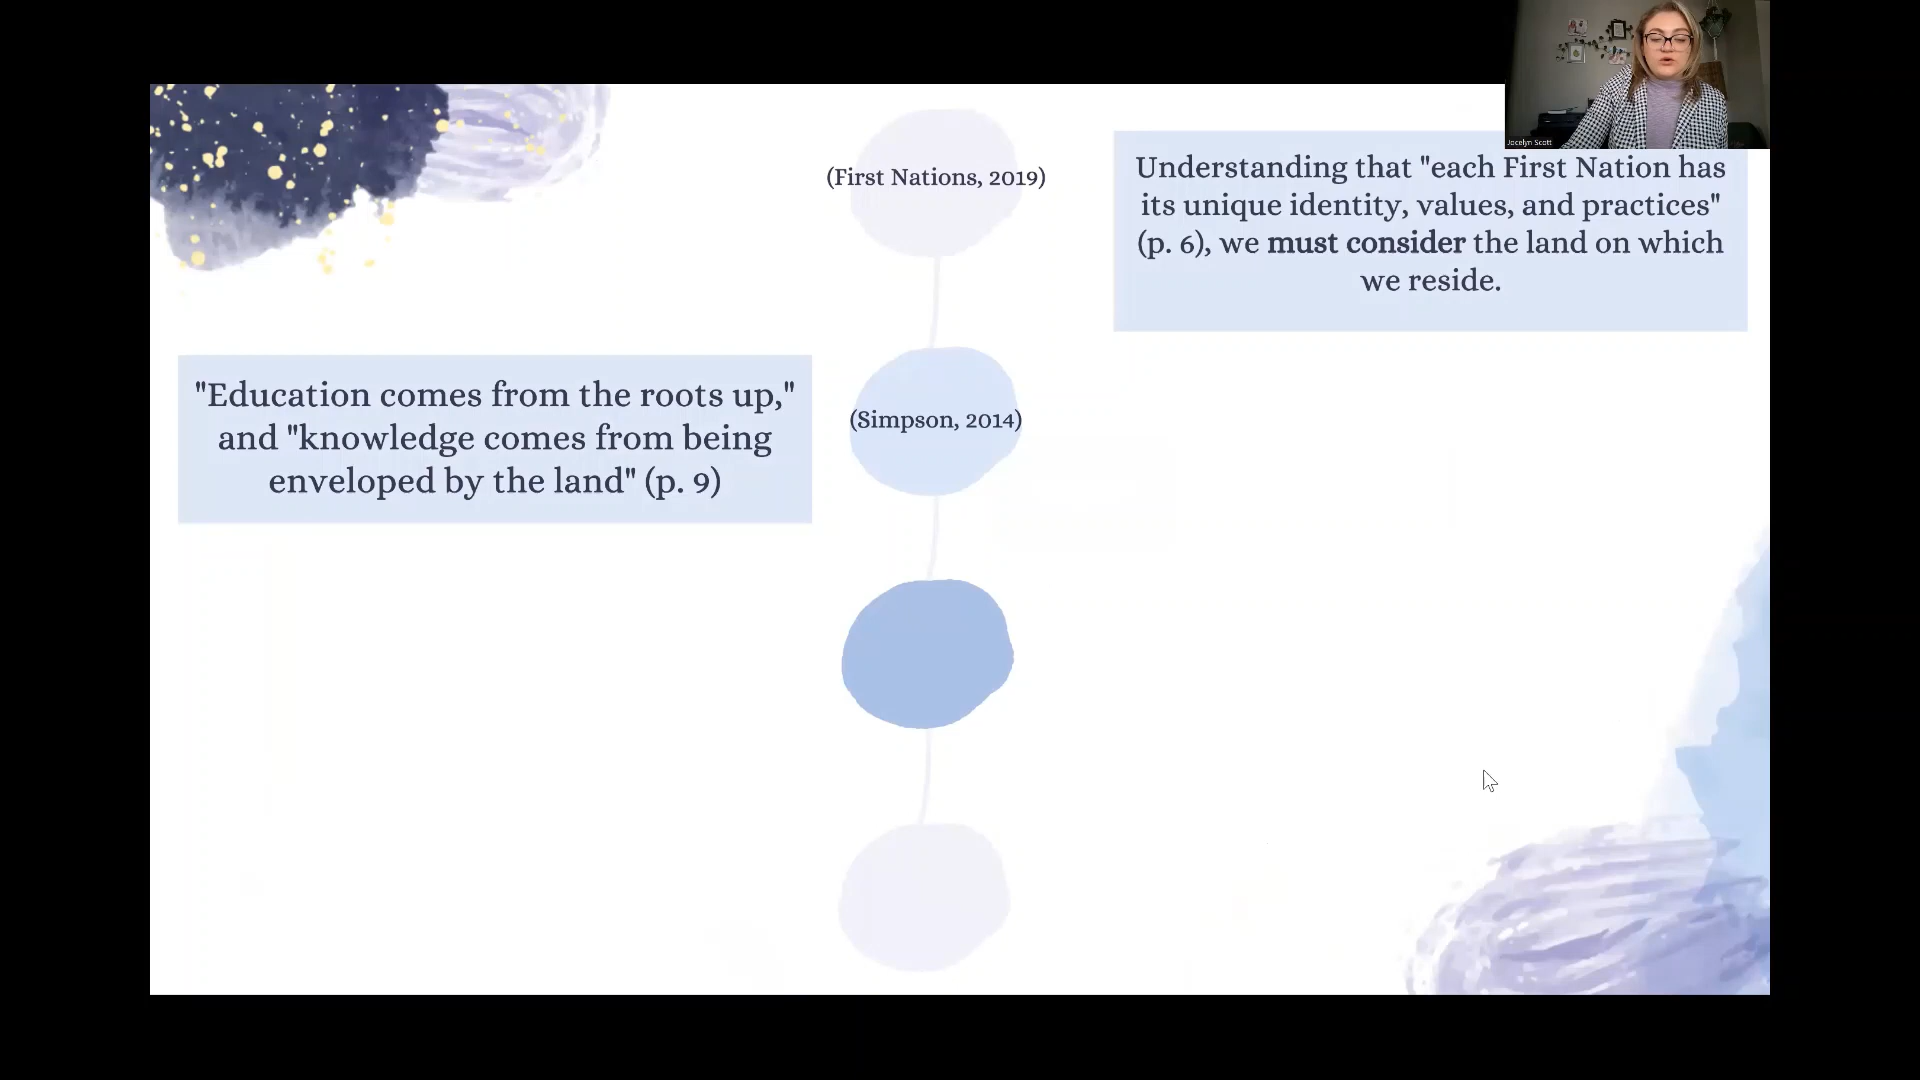 Jocelyn Scott
(First Nations, 2019)
Understanding that "each First Nation has
its unique identity, values, and practices"
(p. 6), we must consider the land on which
we reside.
"Education comes from the roots up,"
and "knowledge comes from being
enveloped by the land" (p. 9)
(Simpson, 2014)